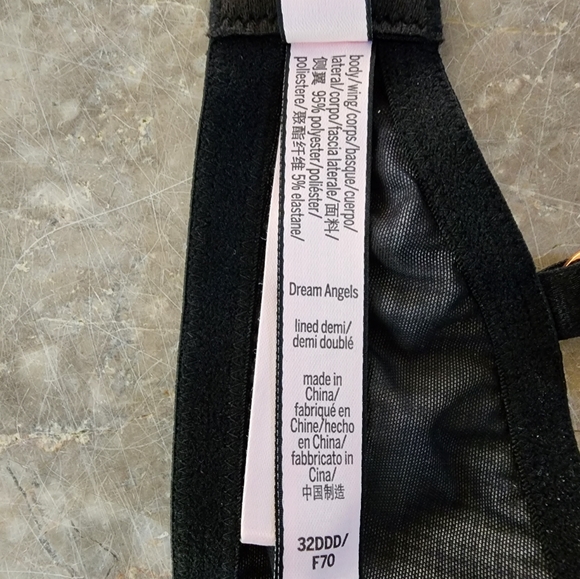 body/wing/corps/basque/cuerpo/
lateral/corpo/fascia laterale/面料/
侧翼 95% polyester/poliéster/
poliestere/聚酯纤维 5% elastane/
Dream Angels
lined demi/
demi doublé
made in
China/
fabriqué en
Chine/hecho
en China/
fabbricato in
Cina/
中国制造
32DDD/
F70